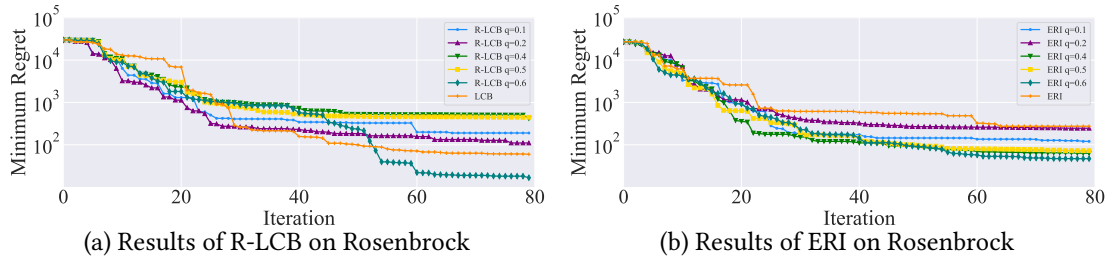 Minimum Regret
10^5
10^4
10^3
10^2
0 20 40 60 80
Iteration
R-LCB q=0.1
R-LCB q=0.2
R-LCB q=0.4
R-LCB q=0.5
R-LCB q=0.6
LCB
(a) Results of R-LCB on Rosenbrock
Minimum Regret
10^5
10^4
10^3
10^2
0 20 40 60 80
Iteration
ERI q=0.1
ERI q=0.2
ERI q=0.4
ERI q=0.5
ERI q=0.6
ERI
(b) Results of ERI on Rosenbrock